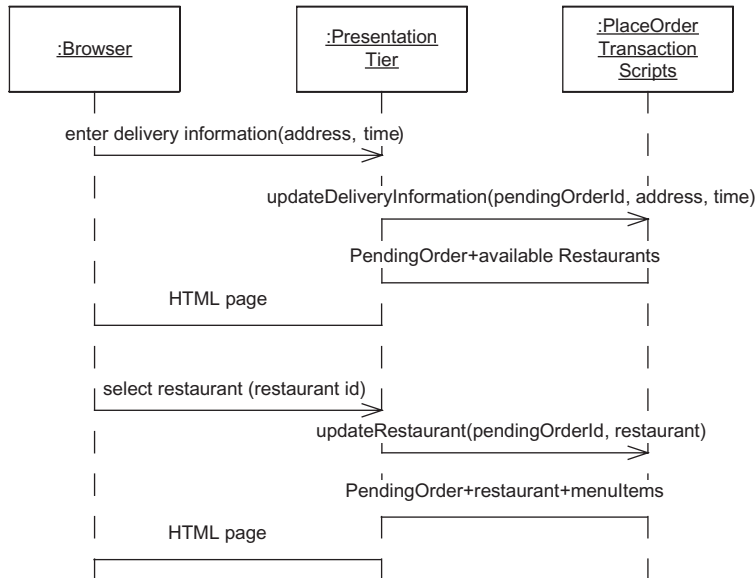 :Browser
:Presentation
Tier
:PlaceOrder
Transaction
Scripts
enter delivery information(address, time)
updateDeliveryInformation(pendingOrderId, address, time)
PendingOrder+available Restaurants
HTML page
select restaurant (restaurant id)
updateRestaurant(pendingOrderId, restaurant)
PendingOrder+restaurant+menuItems
HTML page